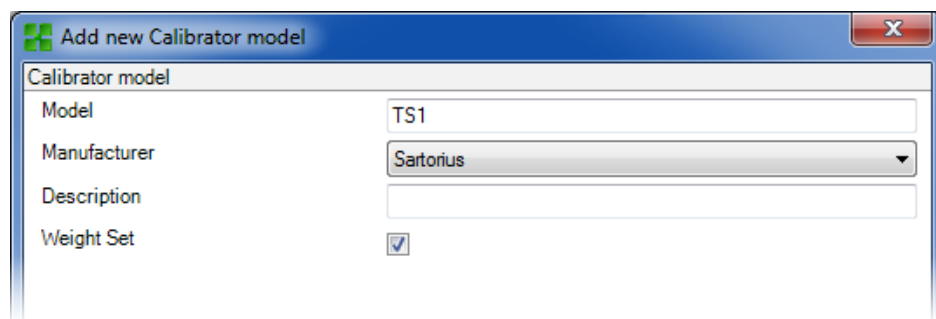 Add new Calibrator model
Calibrator model
Model TS1
Manufacturer Sartorius
Description
Weight Set